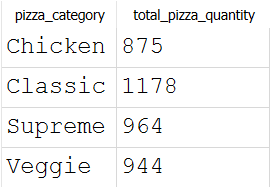 pizza_category total_pizza_quantity
Chicken 875
Classic 1178
Supreme 964
Veggie 944